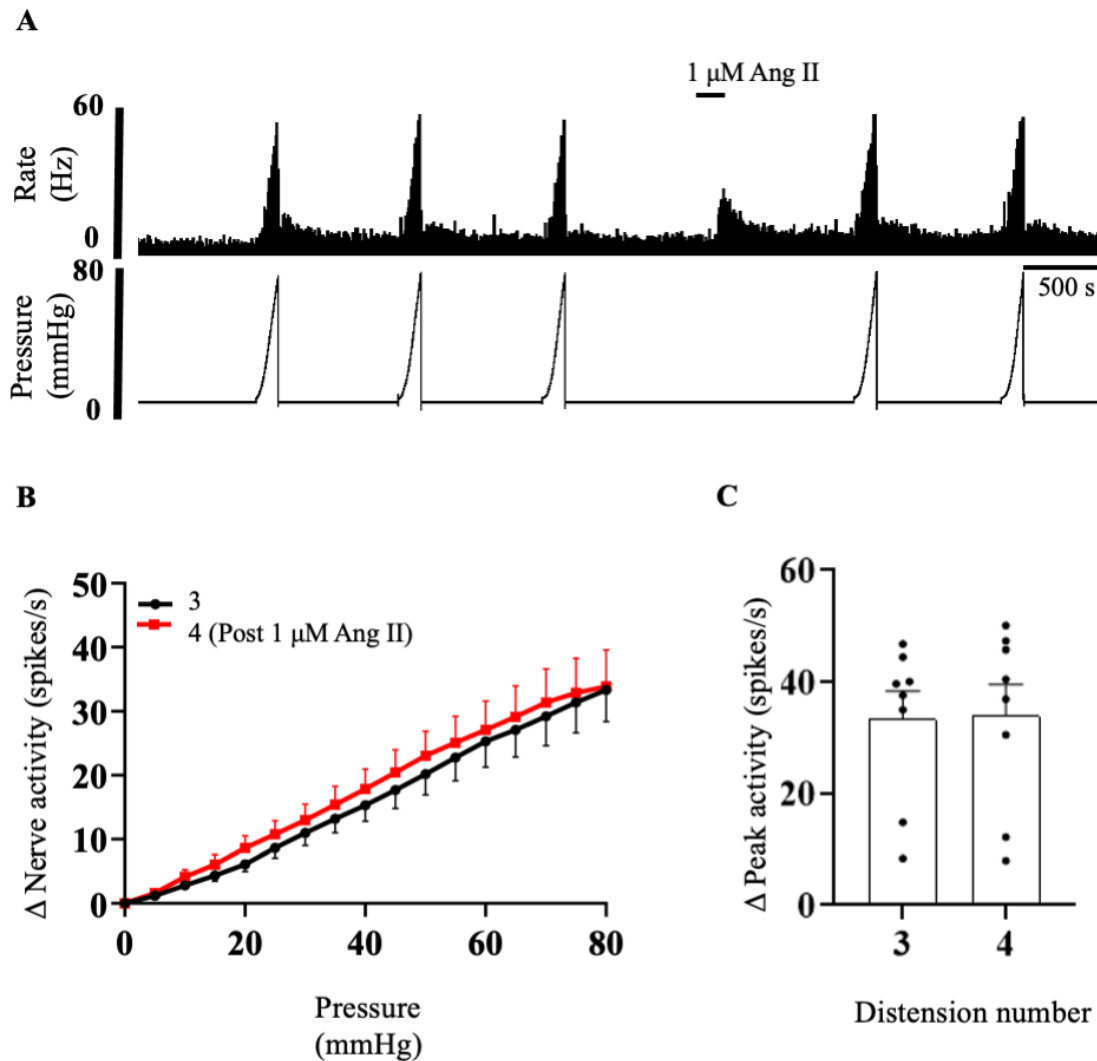 A
1 μM Ang II
60
Rate
(Hz)
0
80
Pressure
(mmHg)
0
500 s
B
50
40
30
20
10
0
Δ Nerve activity (spikes/s)
3
4 (Post 1 μM Ang II)
0 20 40 60 80
Pressure
(mmHg)
C
60
40
20
0
Δ Peak activity (spikes/s)
3 4
Distension number